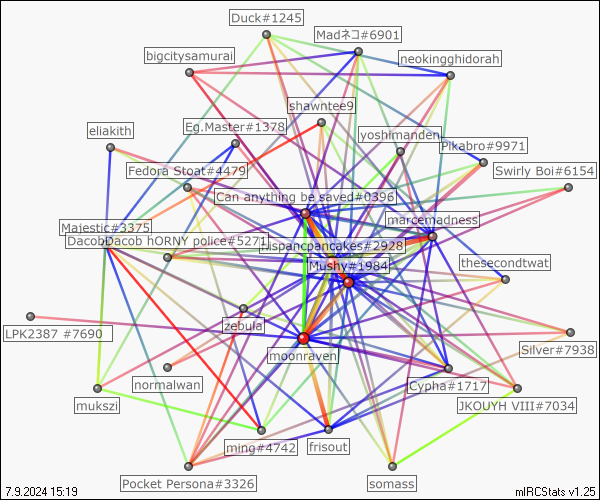 Duck#1245
Madネコ#6901
bigcitysamurai
neokingghidorah
shawntee9
eliakith
Eg.Master#1378
yoshimanden
Pikabro#9971
Fedora Stoat#4479
Swirly Boi#6154
Can anything be saved#0396
marcemadness
Majestic#3375
DacobDacob hORNY police#5271
Hispancpancakes#2928
Mushy#1984
thesecondtwat
zebula
LPK2387 #7690
moonraven
Silver#7938
normalwan
Cypha#1717
mukszi
JKOUYH VIII#7034
ming#4742
frisout
Pocket Persona#3326
somass
7.9.2024 15:19
mIRCStats v1.25